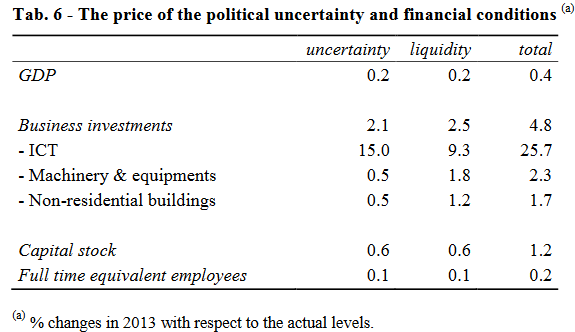 Tab. 6 - The price of the political uncertainty and financial conditions (a)
uncertainty liquidity total
GDP 0.2 0.2 0.4
Business investments 2.1 2.5 4.8
- ICT 15.0 9.3 25.7
- Machinery & equipments 0.5 1.8 2.3
- Non-residential buildings 0.5 1.2 1.7
Capital stock 0.6 0.6 1.2
Full time equivalent employees 0.1 0.1 0.2
(a) % changes in 2013 with respect to the actual levels.